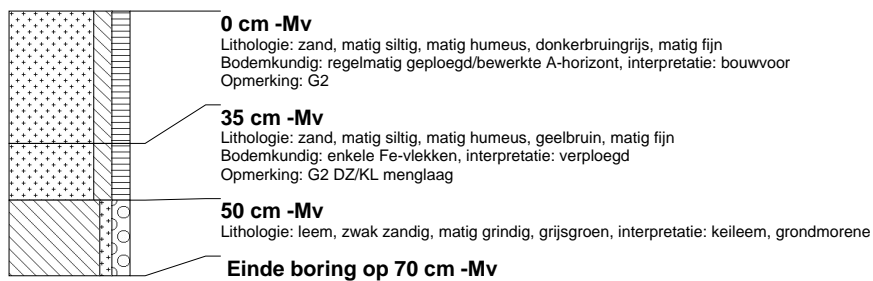 0 cm -Mv
Lithologie: zand, matig siltig, matig humeus, donkerbruingrijs, matig fijn
Bodemkundig: regelmatig geploegd/bewerkte A-horizont, interpretatie: bouwvoor
Opmerking: G2
35 cm -Mv
Lithologie: zand, matig siltig, matig humeus, geelbruin, matig fijn
Bodemkundig: enkele Fe-vlekken, interpretatie: verploegd
Opmerking: G2 DZ/KL menglaag
50 cm -Mv
Lithologie: leem, zwak zandig, matig grindig, grijsgroen, interpretatie: keileem, grondmorene
Einde boring op 70 cm -Mv